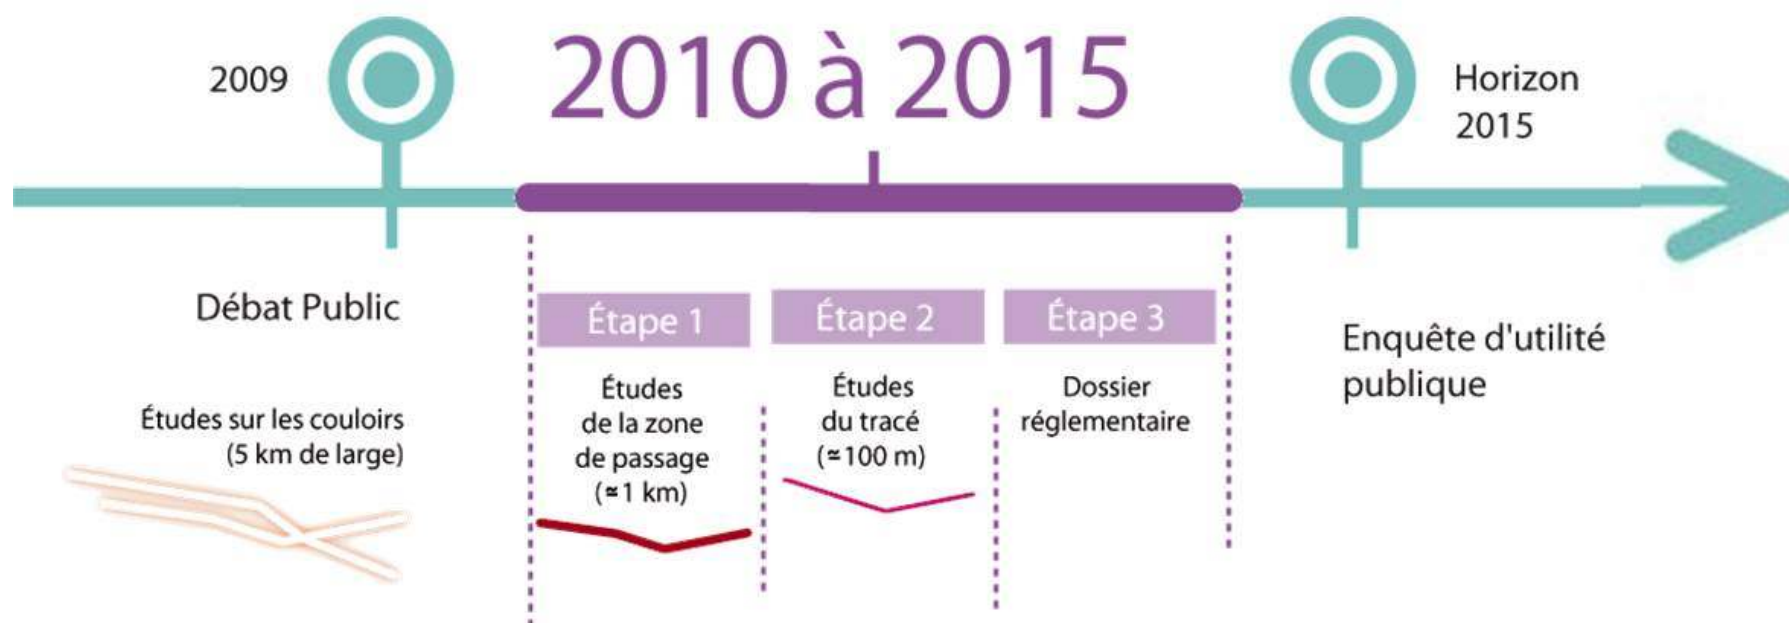 2009
2010 à 2015
Horizon
2015
Débat Public
Études sur les couloirs
(5 km de large)
Étape 1
Études
de la zone
de passage
(≃1 km)
Étape 2
Études
du tracé
(≃100 m)
Étape 3
Dossier
réglementaire
Enquête d'utilité
publique